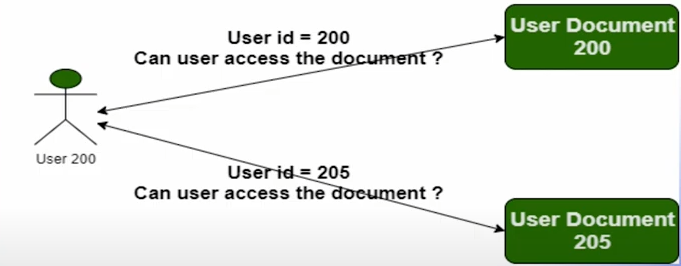 User id = 200
Can user access the document ?
User Document
200
User 200
User id = 205
Can user access the document ?
User Document
205